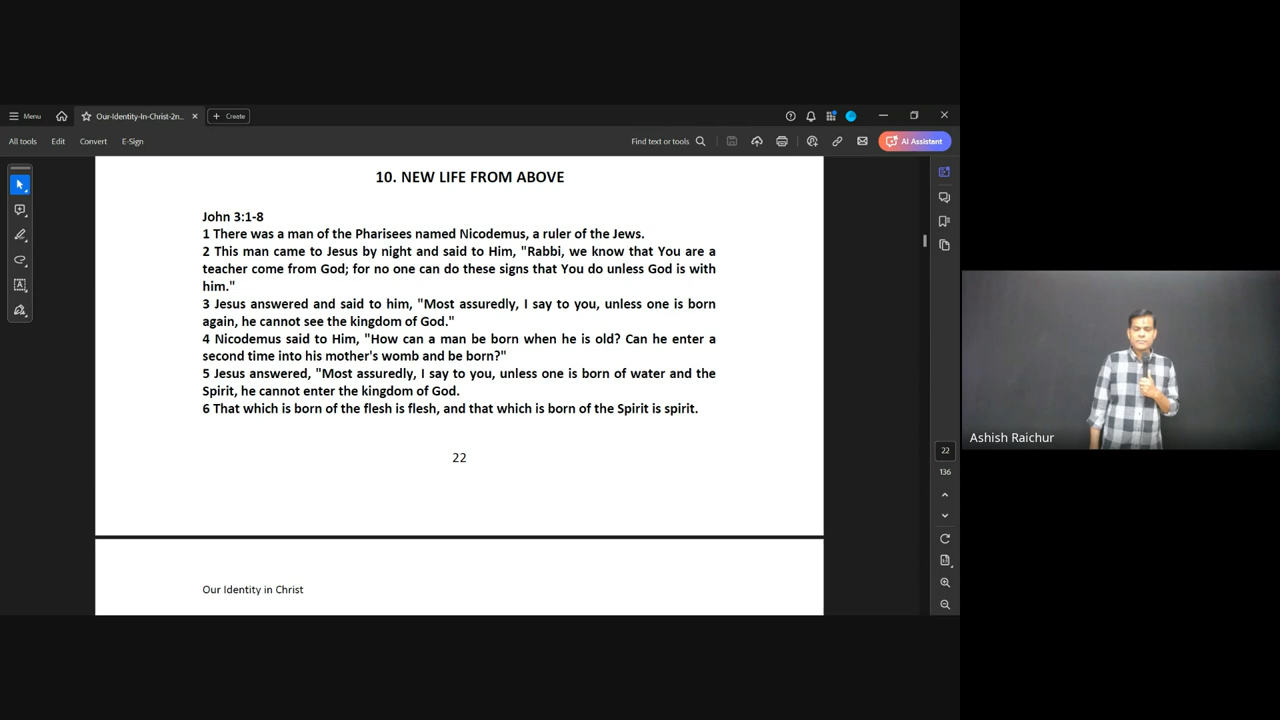 Menu
Our-Identity-In-Christ-2n...
Create
All tools
Edit
Convert
E-Sign
Find text or tools
AI Assistant
10. NEW LIFE FROM ABOVE
John 3:1-8
1 There was a man of the Pharisees named Nicodemus, a ruler of the Jews.
2 This man came to Jesus by night and said to Him, "Rabbi, we know that You are a
teacher come from God; for no one can do these signs that You do unless God is with
him."
3 Jesus answered and said to him, "Most assuredly, I say to you, unless one is born
again, he cannot see the kingdom of God."
4 Nicodemus said to Him, "How can a man be born when he is old? Can he enter a
second time into his mother's womb and be born?"
5 Jesus answered, "Most assuredly, I say to you, unless one is born of water and the
Spirit, he cannot enter the kingdom of God.
6 That which is born of the flesh is flesh, and that which is born of the Spirit is spirit.
22
Our Identity in Christ
22
136
Ashish Raichur